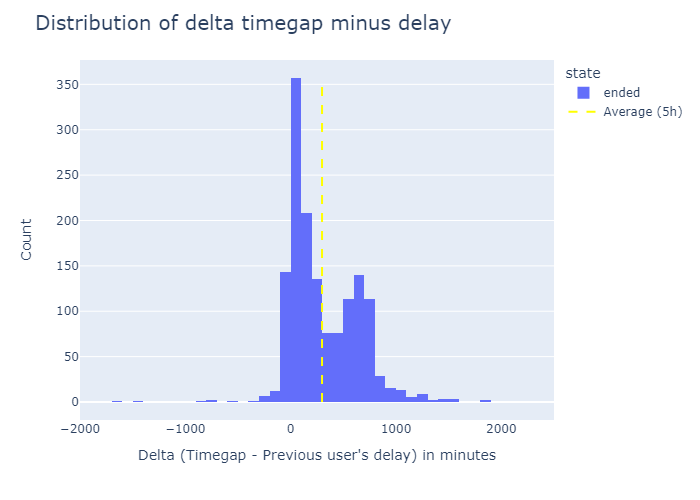 Distribution of delta timegap minus delay
state
ended
Average (5h)
350
300
250
200
150
100
50
0
Count
−2000
−1000
0
1000
2000
Delta (Timegap - Previous user's delay) in minutes